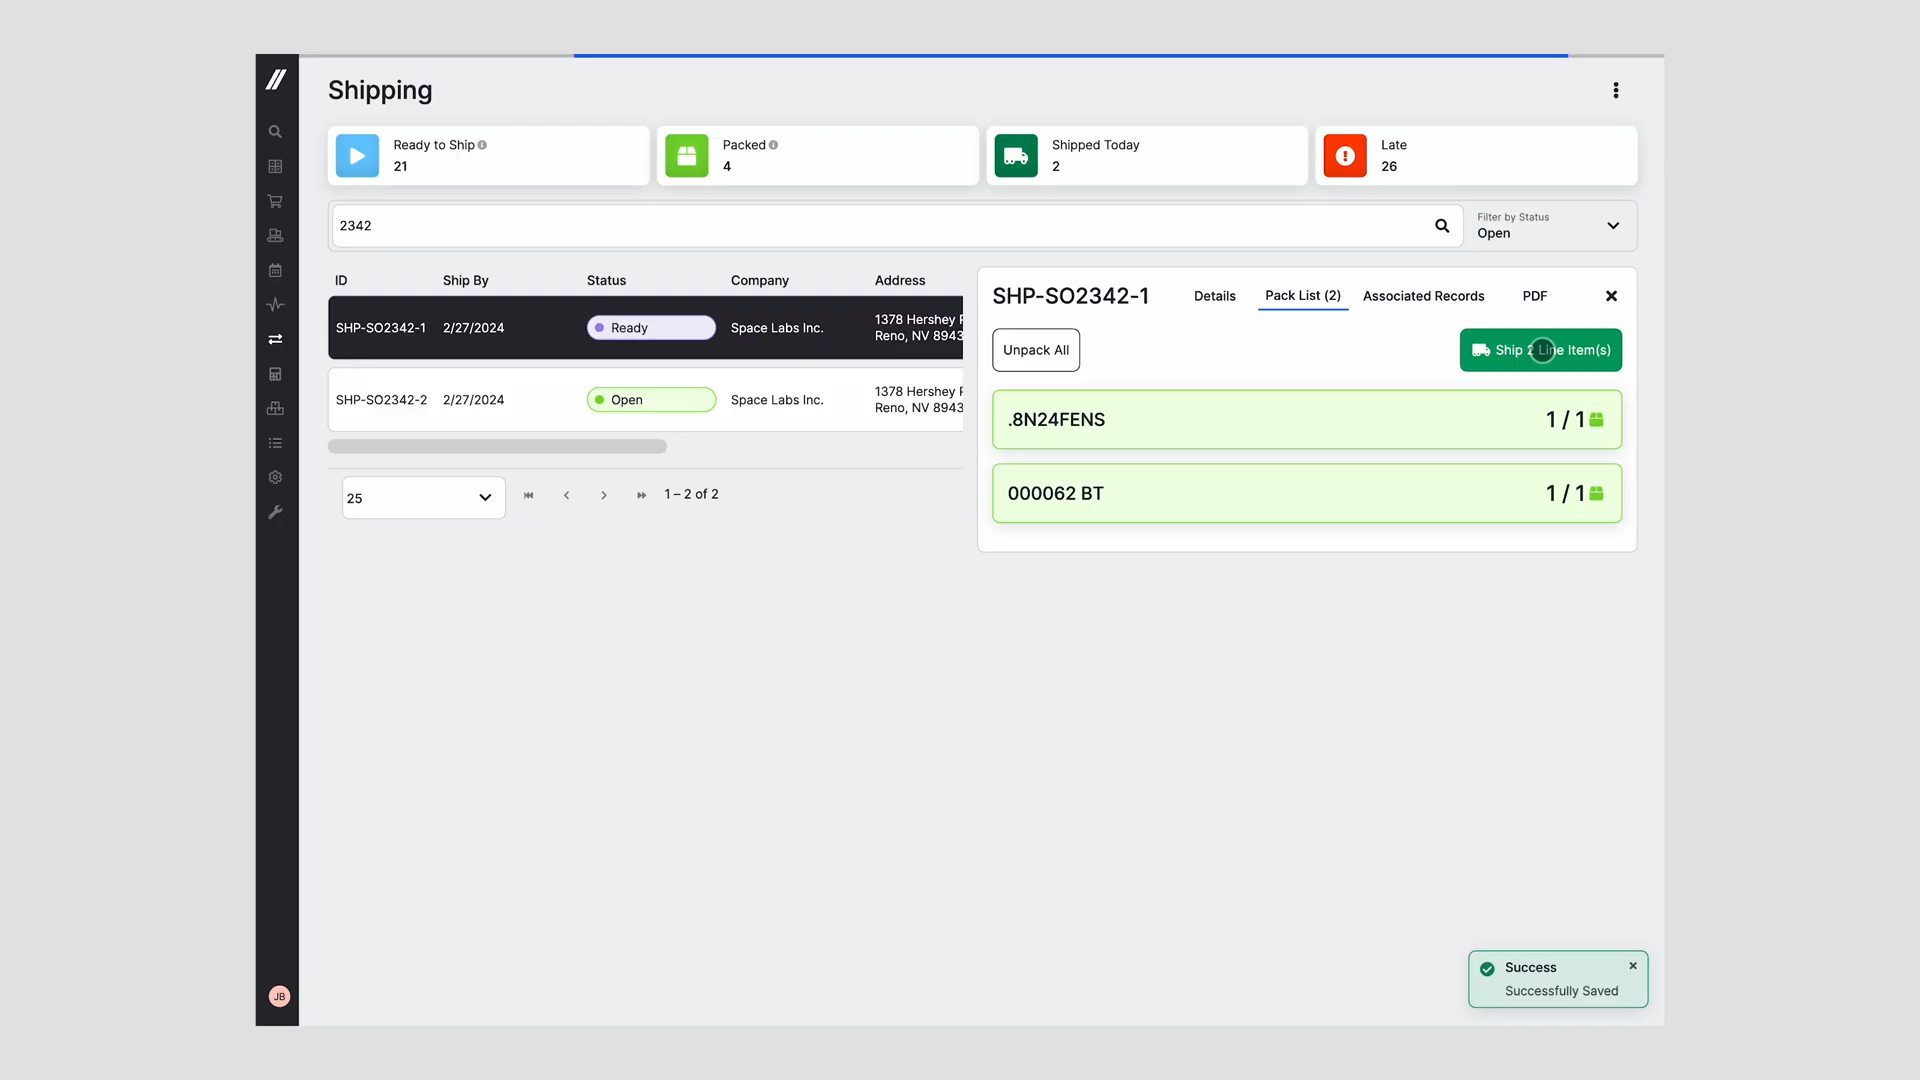 Shipping
Ready to Ship
21
Packed
4
Shipped Today
2
Late
26
2342
Filter by Status
Open
ID Ship By Status Company Address
SHP-SO2342-1 2/27/2024 Ready Space Labs Inc. 1378 Hershey
Reno, NV 8943
SHP-SO2342-2 2/27/2024 Open Space Labs Inc. 1378 Hershey
Reno, NV 8943
25
1 – 2 of 2
SHP-SO2342-1 Details Pack List (2) Associated Records PDF
Unpack All
Ship 2 Line Item(s)
.8N24FENS 1 / 1
000062 BT 1 / 1
JB
Success
Successfully Saved